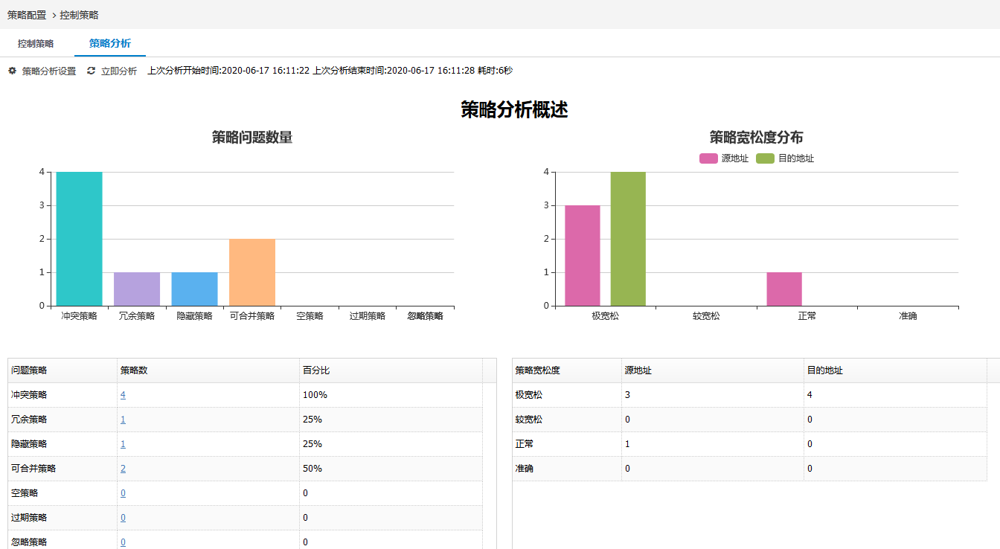 策略配置 > 控制策略
控制策略 策略分析
策略分析设置 立即分析 上次分析开始时间:2020-06-17 16:11:22 上次分析结束时间:2020-06-17 16:11:28 耗时:6秒
策略分析概述
策略问题数量
4
3
2
1
0
冲突策略 冗余策略 隐藏策略 可合并策略 空策略 过期策略 忽略策略
策略宽松度分布
源地址 目的地址
4
3
2
1
0
极宽松 较宽松 正常 准确
问题策略 策略数 百分比
冲突策略 4 100%
冗余策略 1 25%
隐藏策略 1 25%
可合并策略 2 50%
空策略 0 0
过期策略 0 0
忽略策略 0 0
策略宽松度 源地址 目的地址
极宽松 3 4
较宽松 0 0
正常 1 0
准确 0 0